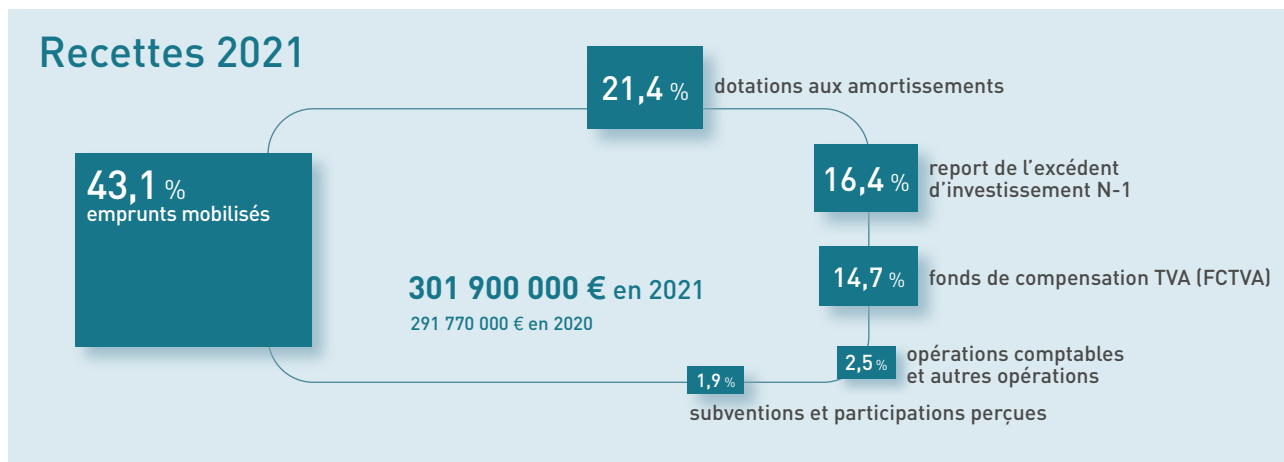 Recettes 2021
21,4 %
dotations aux amortissements
43,1 %
emprunts mobilisés
16,4 %
report de l’excédent
d’investissement N-1
14,7 %
fonds de compensation TVA (FCTVA)
301 900 000 € en 2021
291 770 000 € en 2020
2,5 %
opérations comptables
et autres opérations
1,9 %
subventions et participations perçues